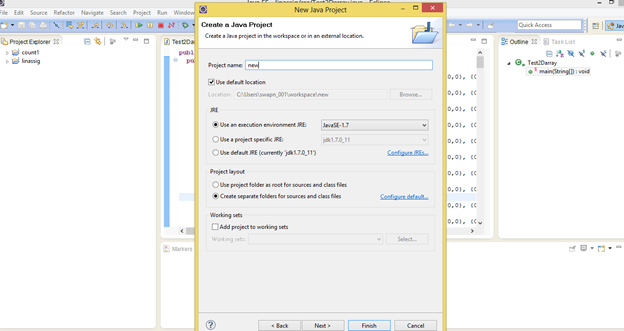 New Java Project
File Edit Source Refactor Navigate Search Project Run Window
Quick Access
Project Explorer
count1
linassig
Test2Darray.java
publ
pu
Create a Java Project
Create a Java project in the workspace or in an external location.
Project name: new
Use default location
Location: C:\Users\swapn_001\workspace\new Browse...
JRE
Use an execution environment JRE: JavaSE-1.7
Use a project specific JRE: jdk1.7.0_11
Use default JRE (currently 'jdk1.7.0_11') Configure JREs...
Project layout
Use project folder as root for sources and class files
Create separate folders for sources and class files Configure default...
Working sets
Add project to working sets
Working sets: Select...
< Back Next > Finish Cancel
Markers
0,0), ((
0,0), ((
0,0), ((
0,0), ((
0,0), ((
0,0), ((
0,0), ((
0,0), ((
0,0), ((
0,0), ((
Outline Task List
Test2Darray
main(String[]) : void